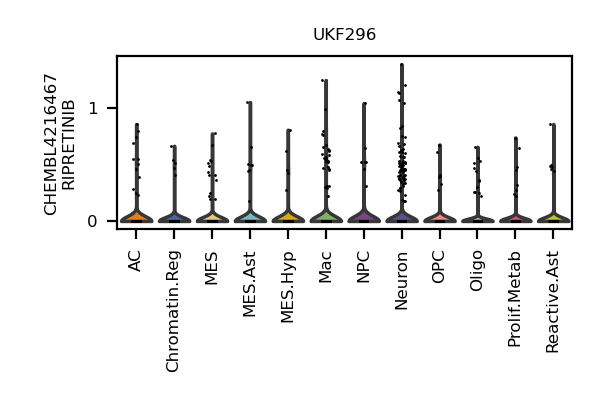 UKF296
CHEMBL4216467
RIPRETINIB
1
0
AC
Chromatin.Reg
MES
MES.Ast
MES.Hyp
Mac
NPC
Neuron
OPC
Oligo
Prolif.Metab
Reactive.Ast